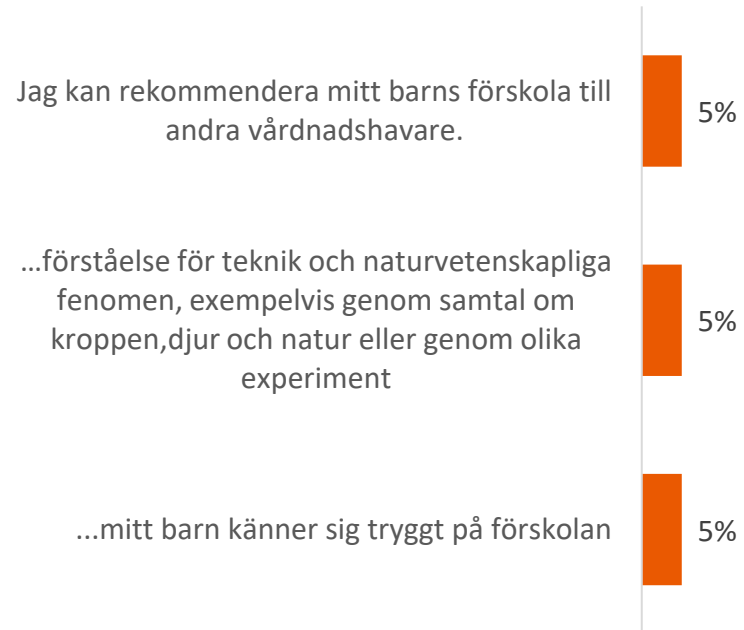 Jag kan rekommendera mitt barns förskola till
andra vårdnadshavare.
5%
...förståelse för teknik och naturvetenskapliga
fenomen, exempelvis genom samtal om
kroppen,djur och natur eller genom olika
experiment
5%
...mitt barn känner sig tryggt på förskolan
5%